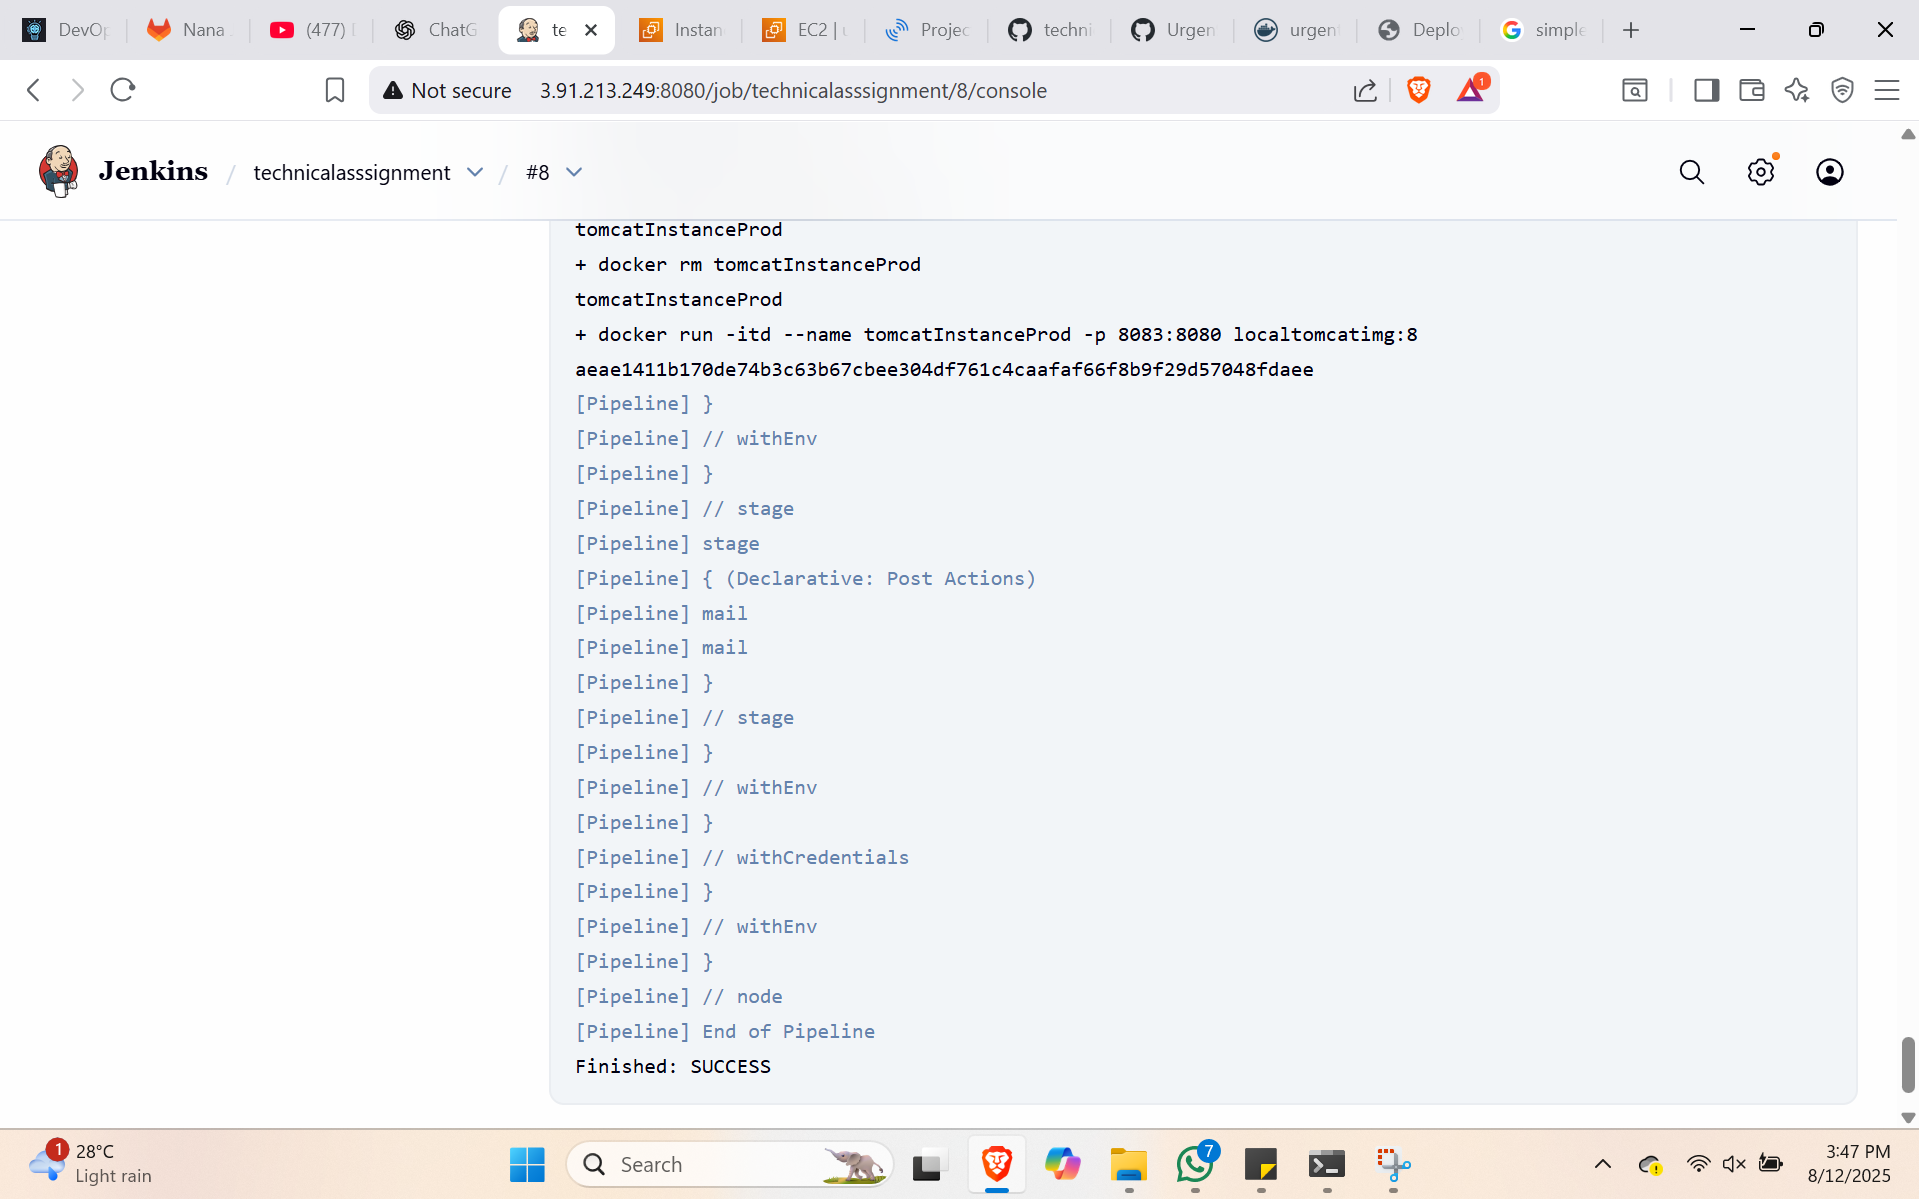 DevOp
Nana
(477)
ChatG
te
Instan
EC2 |
Projec
techni
Urgen
urgent
Deplo
simple
Not secure
3.91.213.249:8080/job/technicalasssignment/8/console
1
Jenkins / technicalasssignment / #8
tomcatInstanceProd
+ docker rm tomcatInstanceProd
tomcatInstanceProd
+ docker run -itd --name tomcatInstanceProd -p 8083:8080 localtomcatimg:8
aeae1411b170de74b3c63b67cbee304df761c4caafaf66f8b9f29d57048fdaee
[Pipeline] }
[Pipeline] // withEnv
[Pipeline] }
[Pipeline] // stage
[Pipeline] stage
[Pipeline] { (Declarative: Post Actions)
[Pipeline] mail
[Pipeline] mail
[Pipeline] }
[Pipeline] // stage
[Pipeline] }
[Pipeline] // withEnv
[Pipeline] }
[Pipeline] // withCredentials
[Pipeline] }
[Pipeline] // withEnv
[Pipeline] }
[Pipeline] // node
[Pipeline] End of Pipeline
Finished: SUCCESS
1
28°C
Light rain
Search
7
3:47 PM
8/12/2025